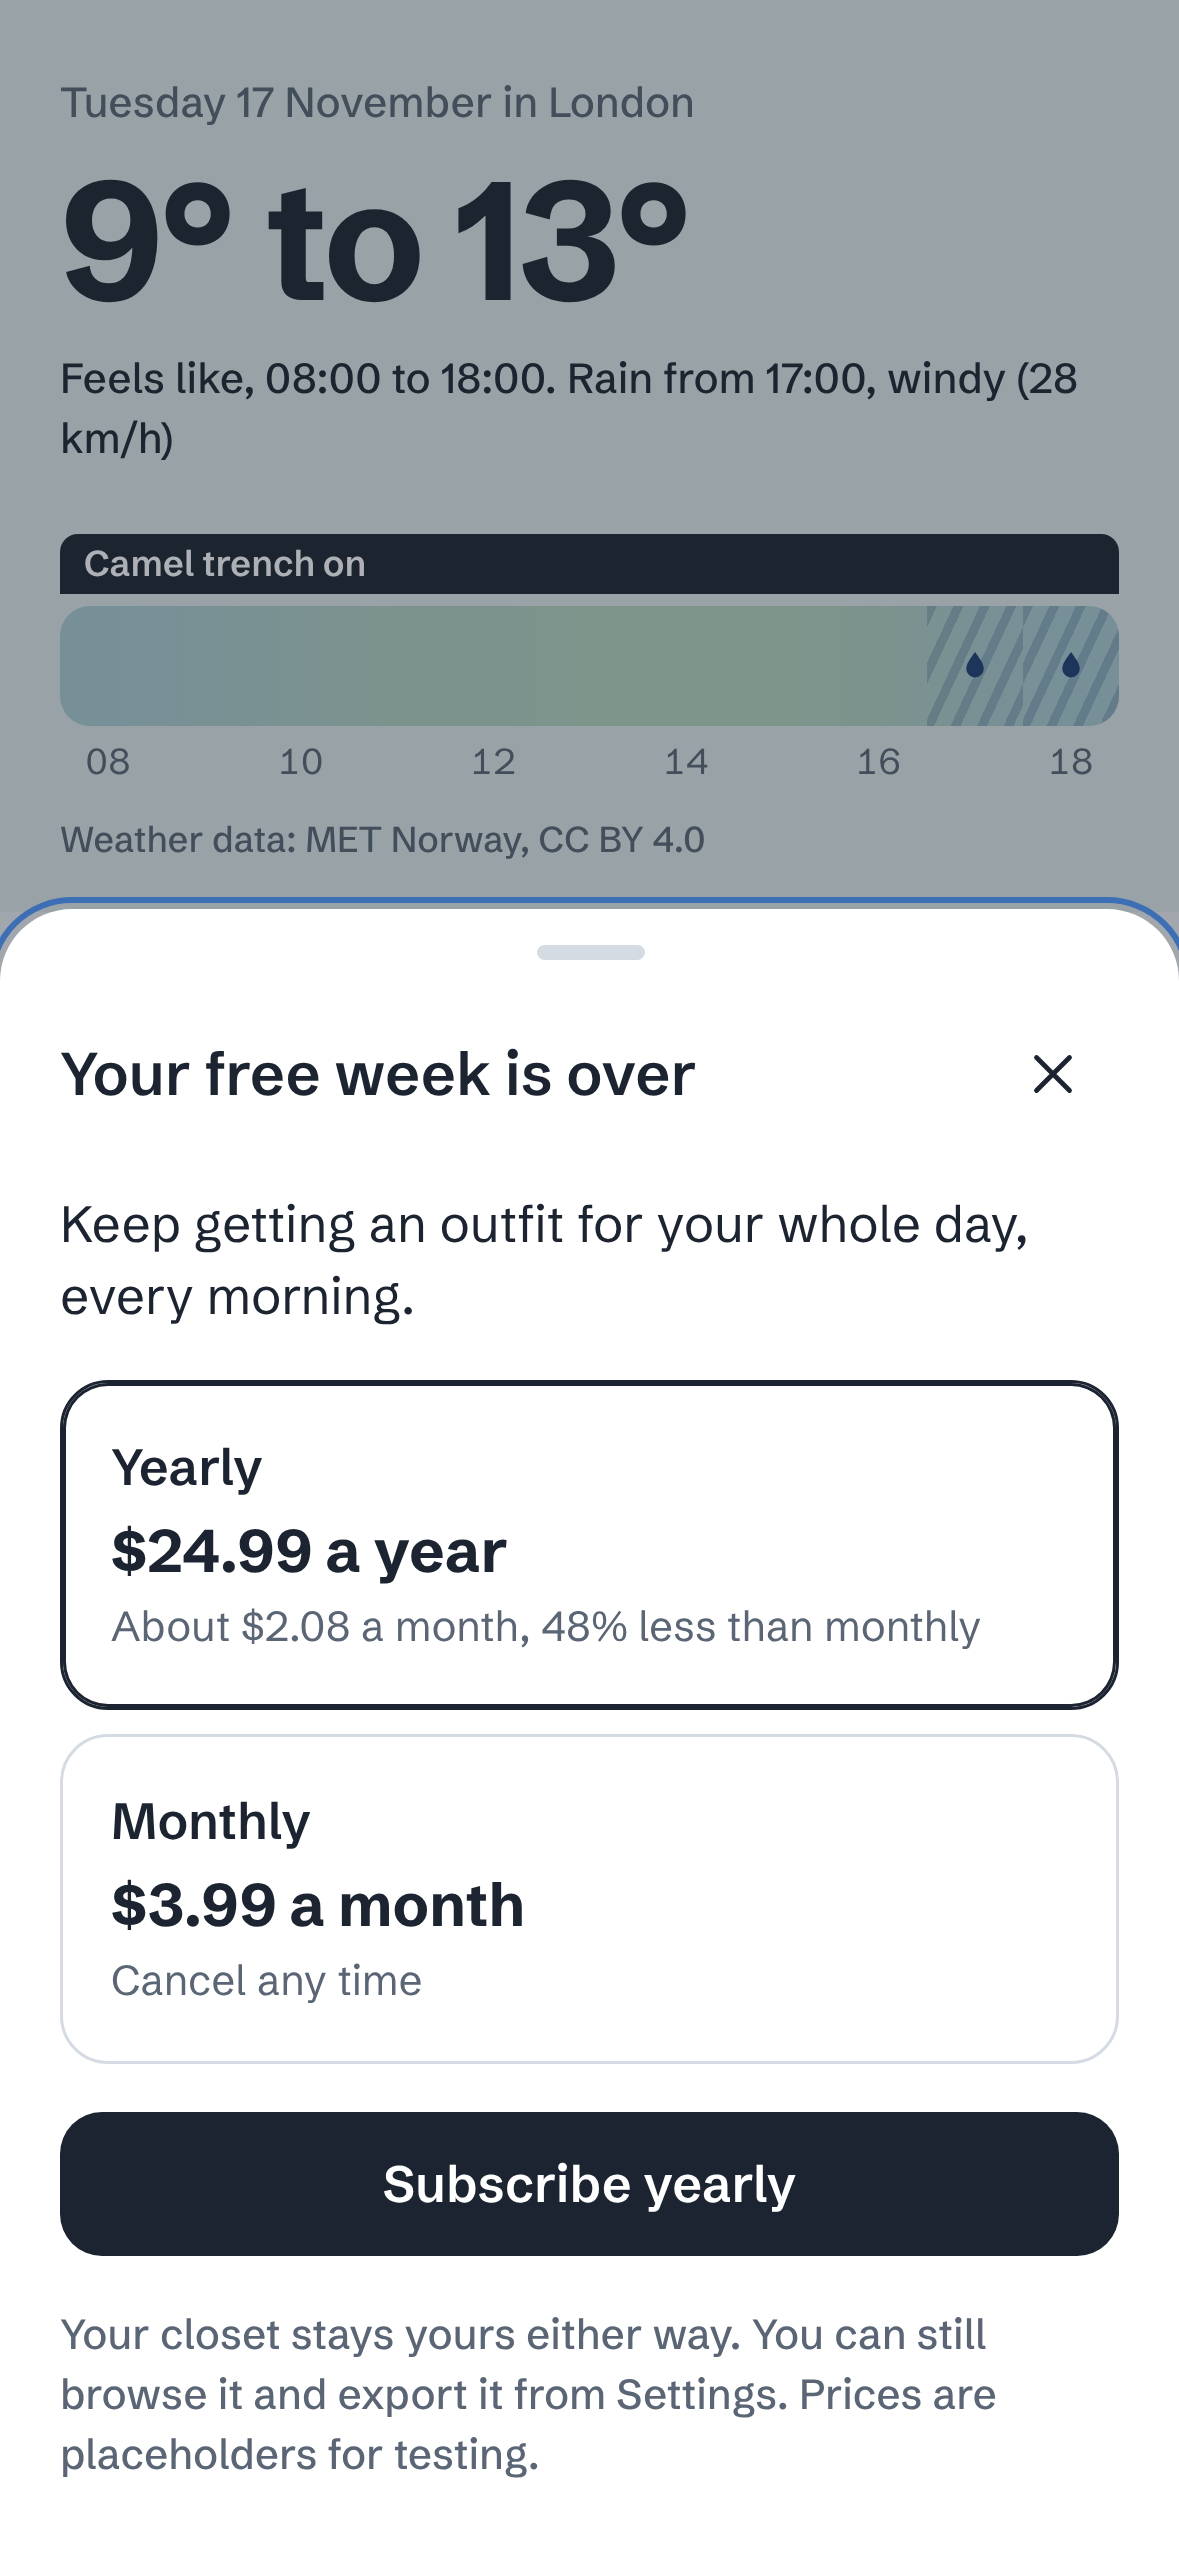 Tuesday 17 November in London
9° to 13°
Feels like, 08:00 to 18:00. Rain from 17:00, windy (28
km/h)
Camel trench on
08 10 12 14 16 18
Weather data: MET Norway, CC BY 4.0
Your free week is over
Keep getting an outfit for your whole day,
every morning.
Yearly
$24.99 a year
About $2.08 a month, 48% less than monthly
Monthly
$3.99 a month
Cancel any time
Subscribe yearly
Your closet stays yours either way. You can still
browse it and export it from Settings. Prices are
placeholders for testing.